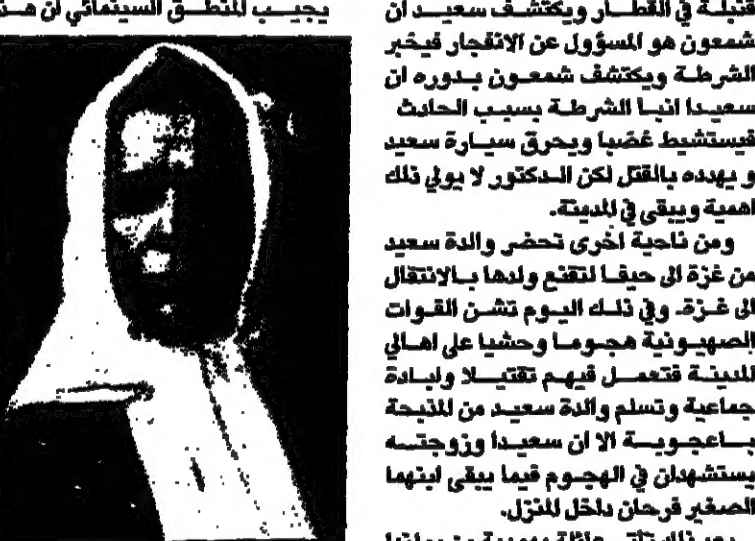 قنبلة في القطار ويكتشف سعيد ان
شمعون هو المسؤول عن الانفجار فيخبر
الشرطة ويكتشف شمعون بدوره ان
سعيدا انبا الشرطة بسبب الحادث
فيستشيط غضبا ويحرق سيارة سعيد
و يهدده بالقتل لكن الدكتور لا يولي ذلك
اهمية ويبقى في المدينة.
ومن ناحية اخرى تحضر والدة سعيد
من غزة الى حيفا لتقنع ولدها بالانتقال
الى غزة. وفي ذلك اليوم تشن القوات
الصهيونية هجوما وحشيا على اهالي
المدينة فتعمل فيهم تقتيلا وابادة
جماعية وتسلم والدة سعيد من المذبحة
باعجوبة الا ان سعيدا وزوجته
يستشهدان في الهجوم فيما يبقى ابنهما
الصغير فرحان داخل المنزل.
يجيب المنطق السينمائي ان